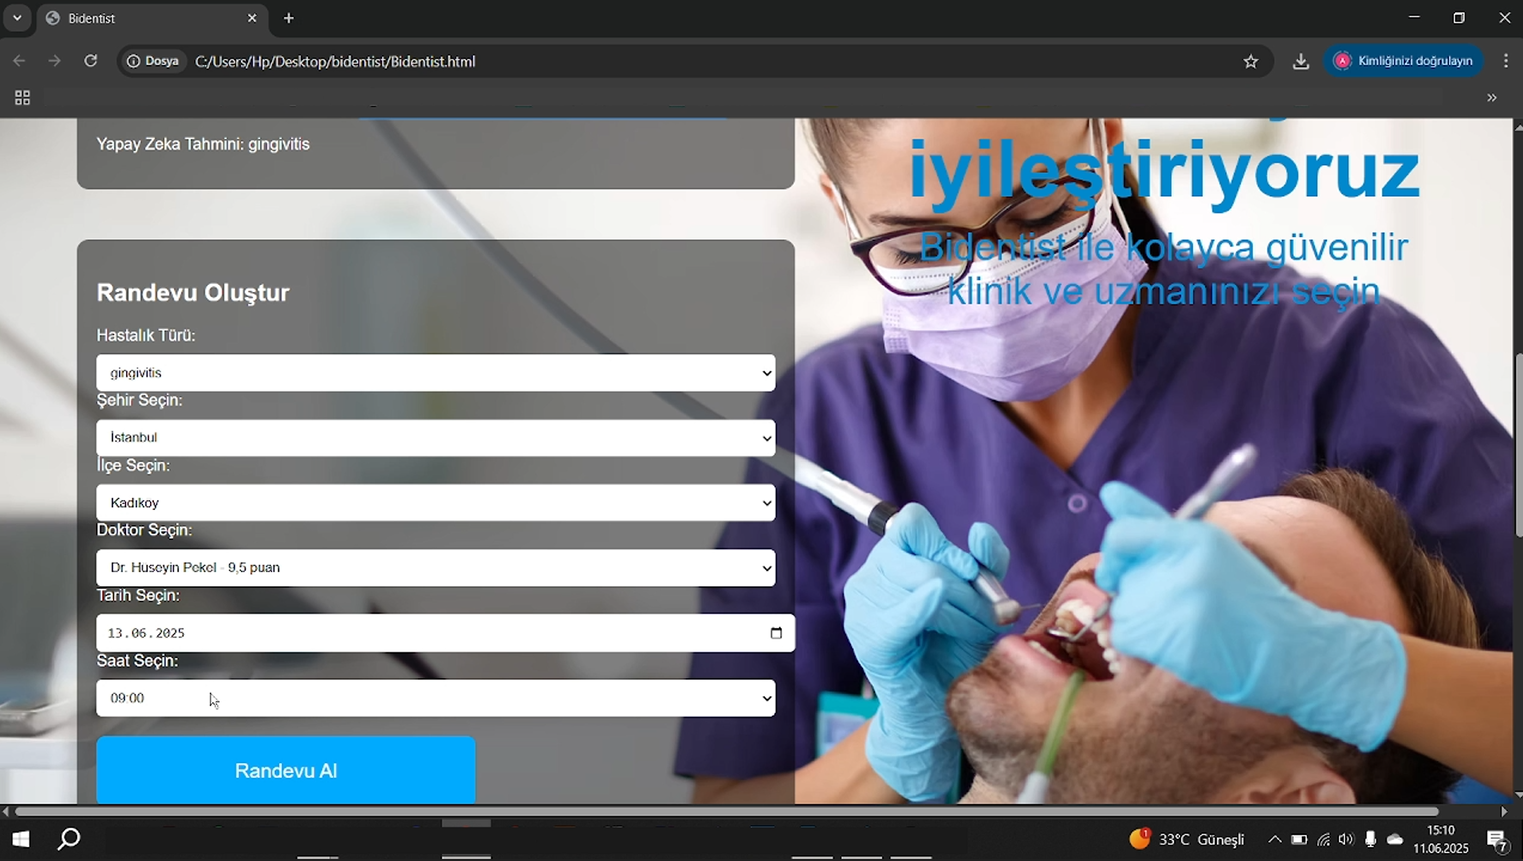 Bidentist
Dosya
C:/Users/Hp/Desktop/bidentist/Bidentist.html
Kimliğinizi doğrulayın
Yapay Zeka Tahmini: gingivitis
iyileştiriyoruz
Bidentist ile kolayca güvenilir
klinik ve uzmanınızı seçin
Randevu Oluştur
Hastalık Türü:
gingivitis
Şehir Seçin:
İstanbul
İlçe Seçin:
Kadıkoy
Doktor Seçin:
Dr. Huseyin Pekel - 9,5 puan
Tarih Seçin:
13.06.2025
Saat Seçin:
09:00
Randevu Al
1
33°C Güneşli
15:10
11.06.2025
7